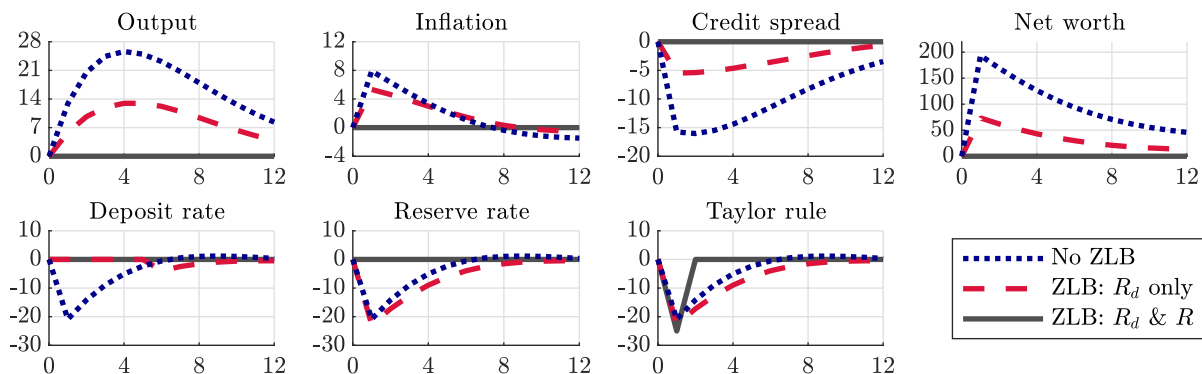 Output
Inflation
Credit spread
Net worth
28
21
14
7
0
0 4 8 12
12
8
4
0
-4
0 4 8 12
0
-5
-10
-15
-20
0 4 8 12
200
150
100
50
0
0 4 8 12
Deposit rate
Reserve rate
Taylor rule
10
0
-10
-20
-30
0 4 8 12
10
0
-10
-20
-30
0 4 8 12
10
0
-10
-20
-30
0 4 8 12
No ZLB
ZLB: R_d only
ZLB: R_d & R